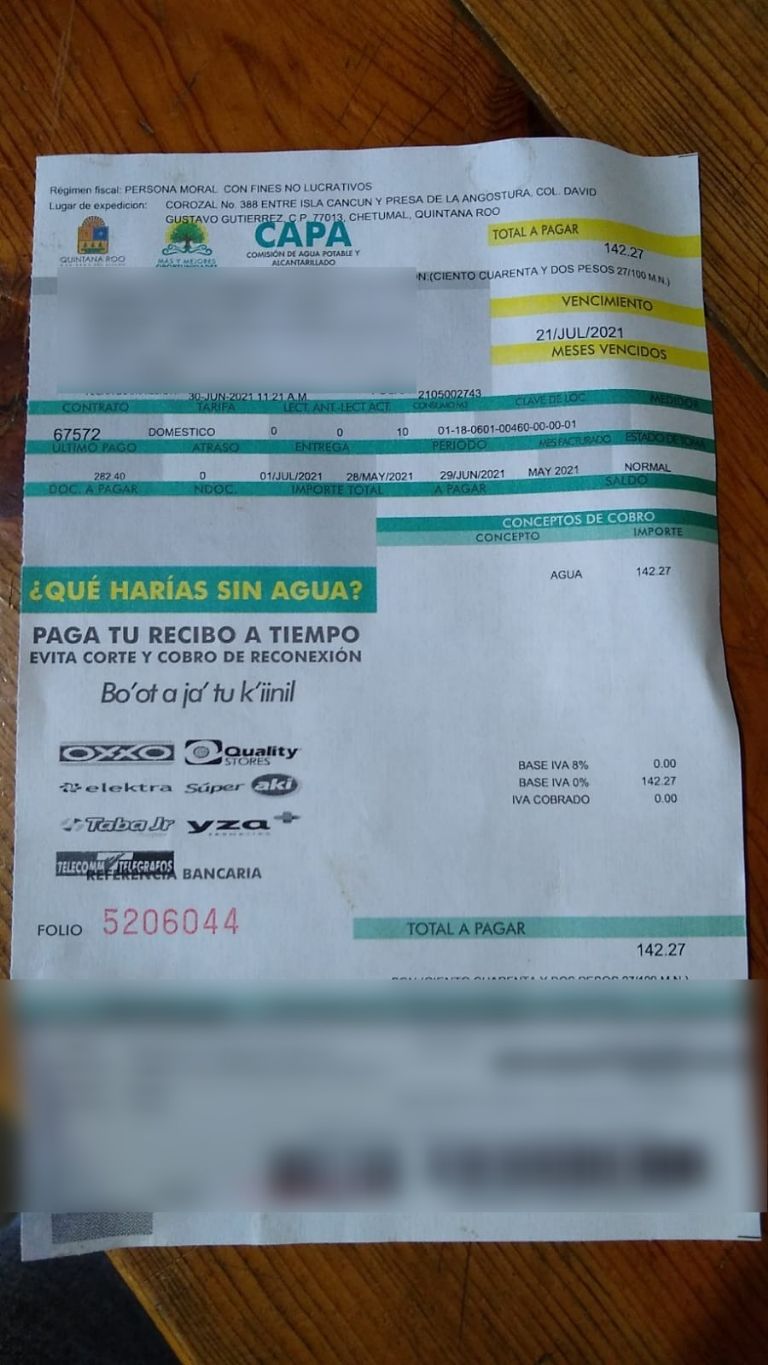 Régimen fiscal: PERSONA MORAL CON FINES NO LUCRATIVOS
Lugar de expedicion: COROZAL No. 388 ENTRE ISLA CANCUN Y PRESA DE LA ANGOSTURA, COL. DAVID
GUSTAVO GUTIERREZ, C.P. 77013, CHETUMAL, QUINTANA ROO
QUINTANA ROO
MÁS Y MEJORES
OPORTUNIDADES
CAPA
COMISIÓN DE AGUA POTABLE Y
ALCANTARILLADO
TOTAL A PAGAR
142.27
N.(CIENTO CUARENTA Y DOS PESOS 27/100 M.N.)
VENCIMIENTO
21/JUL/2021
MESES VENCIDOS
30-JUN-2021 11:21 A.M. 2105002743
CONTRATO TARIFA LECT. ANT.-LECT ACT. CONSUMO M3 CLAVE DE LOC MEDIDOR
67572 DOMESTICO 0 0 10 01-18-0601-00460-00-00-01
ULTIMO PAGO ATRASO ENTREGA PERIODO MES FACTURADO ESTADO DE TOMA
282.40 0 01/JUL/2021 28/MAY/2021 29/JUN/2021 MAY 2021 NORMAL
DOC. A PAGAR NDOC. IMPORTE TOTAL A PAGAR SALDO
CONCEPTOS DE COBRO
CONCEPTO IMPORTE
AGUA 142.27
¿QUÉ HARÍAS SIN AGUA?
PAGA TU RECIBO A TIEMPO
EVITA CORTE Y COBRO DE RECONEXIÓN
Bo'ot a ja' tu k'iinil
OXXO Quality
STORES
elektra Súper aki
Taba Jr yza
TELECOMM TELEGRAFOS
REFERENCIA BANCARIA
BASE IVA 8% 0.00
BASE IVA 0% 142.27
IVA COBRADO 0.00
FOLIO 5206044
TOTAL A PAGAR
142.27